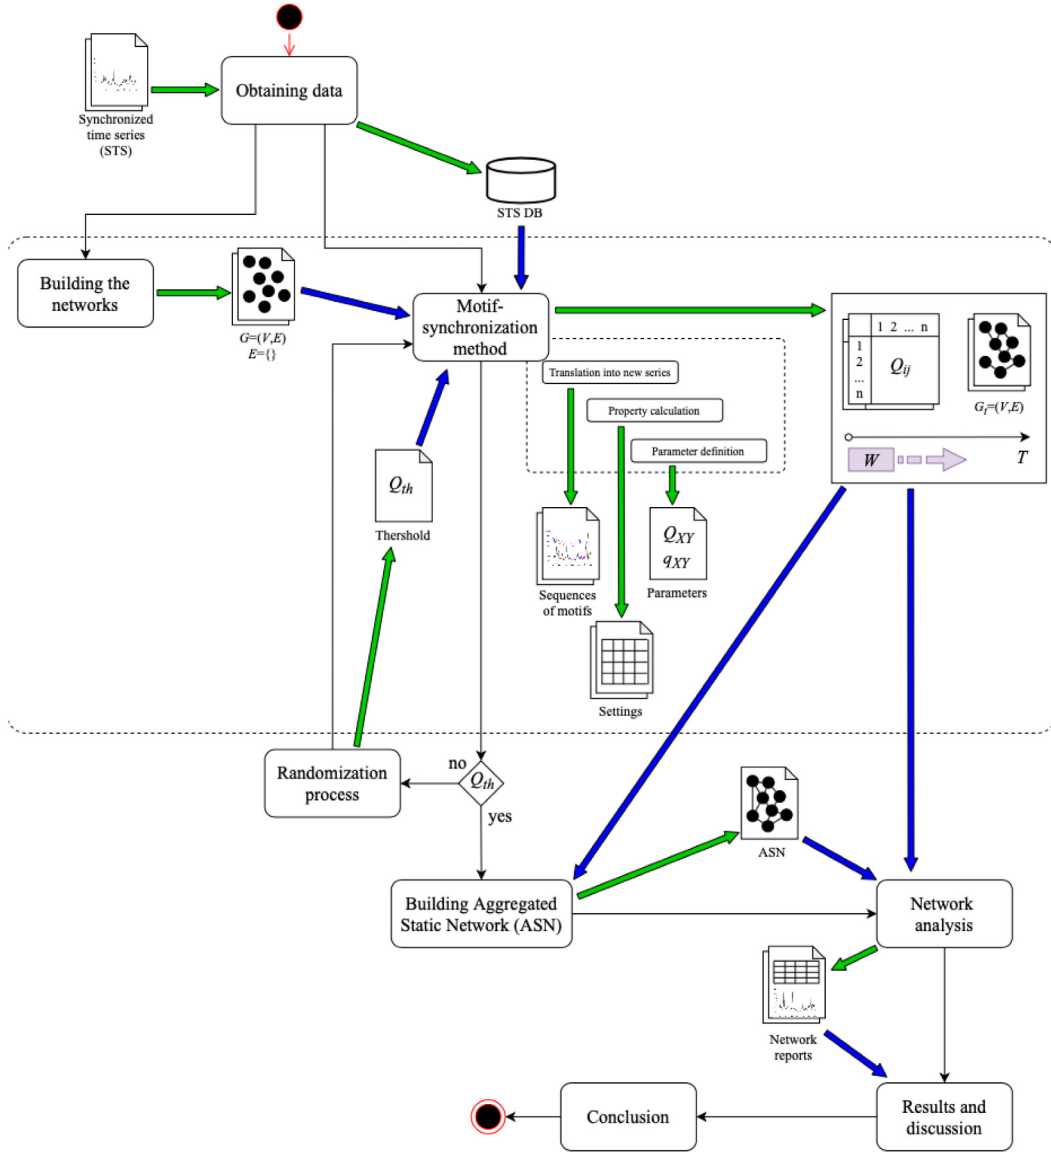 Obtaining data
Synchronized
time series
(STS)
STS DB
Building the
networks
G=(V,E)
E={}
Motif-
synchronization
method
1 2 ... n
1
2
...
n
Qij
Gt=(V,E)
W
T
Translation into new series
Property calculation
Parameter definition
Qth
Thershold
Sequences
of motifs
QXY
qXY
Parameters
Settings
Randomization
process
no
Qth
yes
ASN
Building Aggregated
Static Network (ASN)
Network
analysis
Network
reports
Conclusion
Results and
discussion